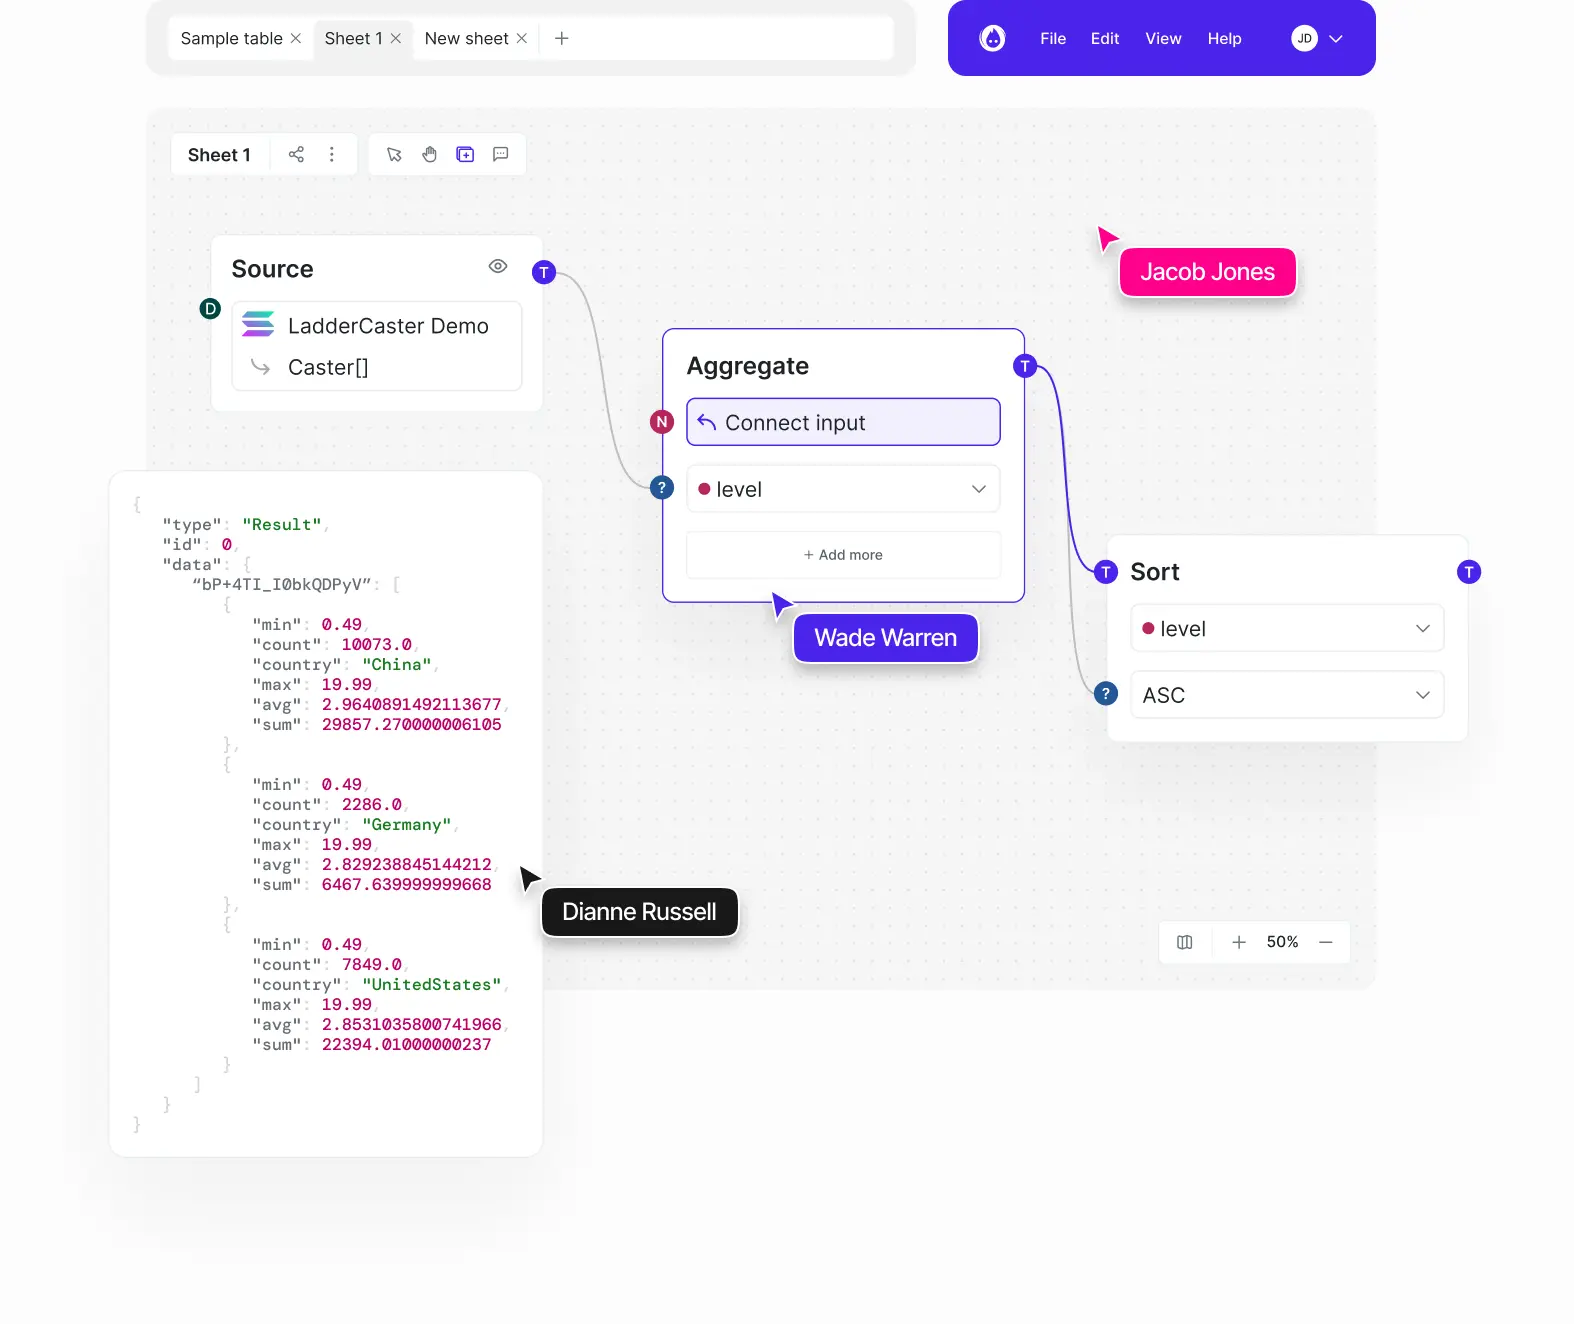 Sample table
Sheet 1
New sheet
File
Edit
View
Help
JD
Sheet 1
Source
T
D
LadderCaster Demo
Caster[]
Jacob Jones
Aggregate
T
N
Connect input
?
level
+ Add more
Wade Warren
T
Sort
T
level
?
ASC
{
"type": "Result",
"id": 0,
"data": {
“bP+4TI_I0bkQDPyV”: [
{
"min": 0.49,
"count": 10073.0,
"country": "China",
"max": 19.99,
"avg": 2.9640891492113677,
"sum": 29857.270000006105
},
{
"min": 0.49,
"count": 2286.0,
"country": "Germany",
"max": 19.99,
"avg": 2.829238845144212,
"sum": 6467.639999999668
},
{
"min": 0.49,
"count": 7849.0,
"country": "UnitedStates",
"max": 19.99,
"avg": 2.8531035800741966,
"sum": 22394.01000000237
}
]
}
}
Dianne Russell
50%